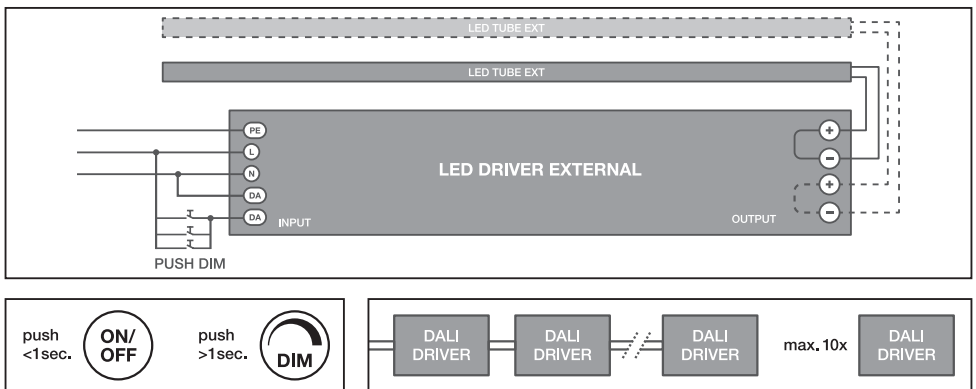 LED TUBE EXT
LED TUBE EXT
PE
L
N
DA
DA
INPUT
LED DRIVER EXTERNAL
+
−
+
−
OUTPUT
PUSH DIM
push
<1sec.
ON/
OFF
push
>1sec.
DIM
DALI
DRIVER
DALI
DRIVER
DALI
DRIVER
max. 10x
DALI
DRIVER